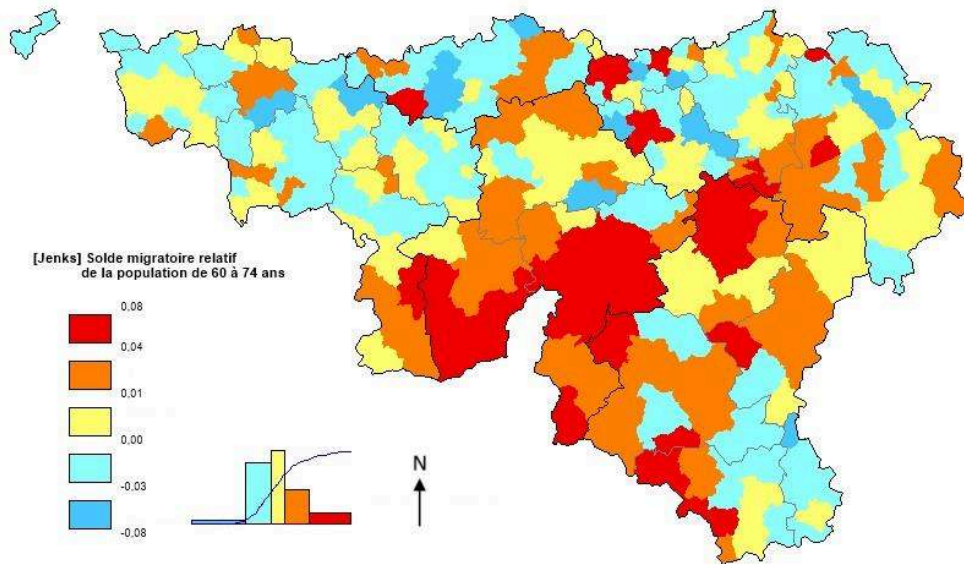 [Jenks] Solde migratoire relatif
de la population de 60 à 74 ans
0,08
0,04
0,01
0,00
-0,03
-0,08
N